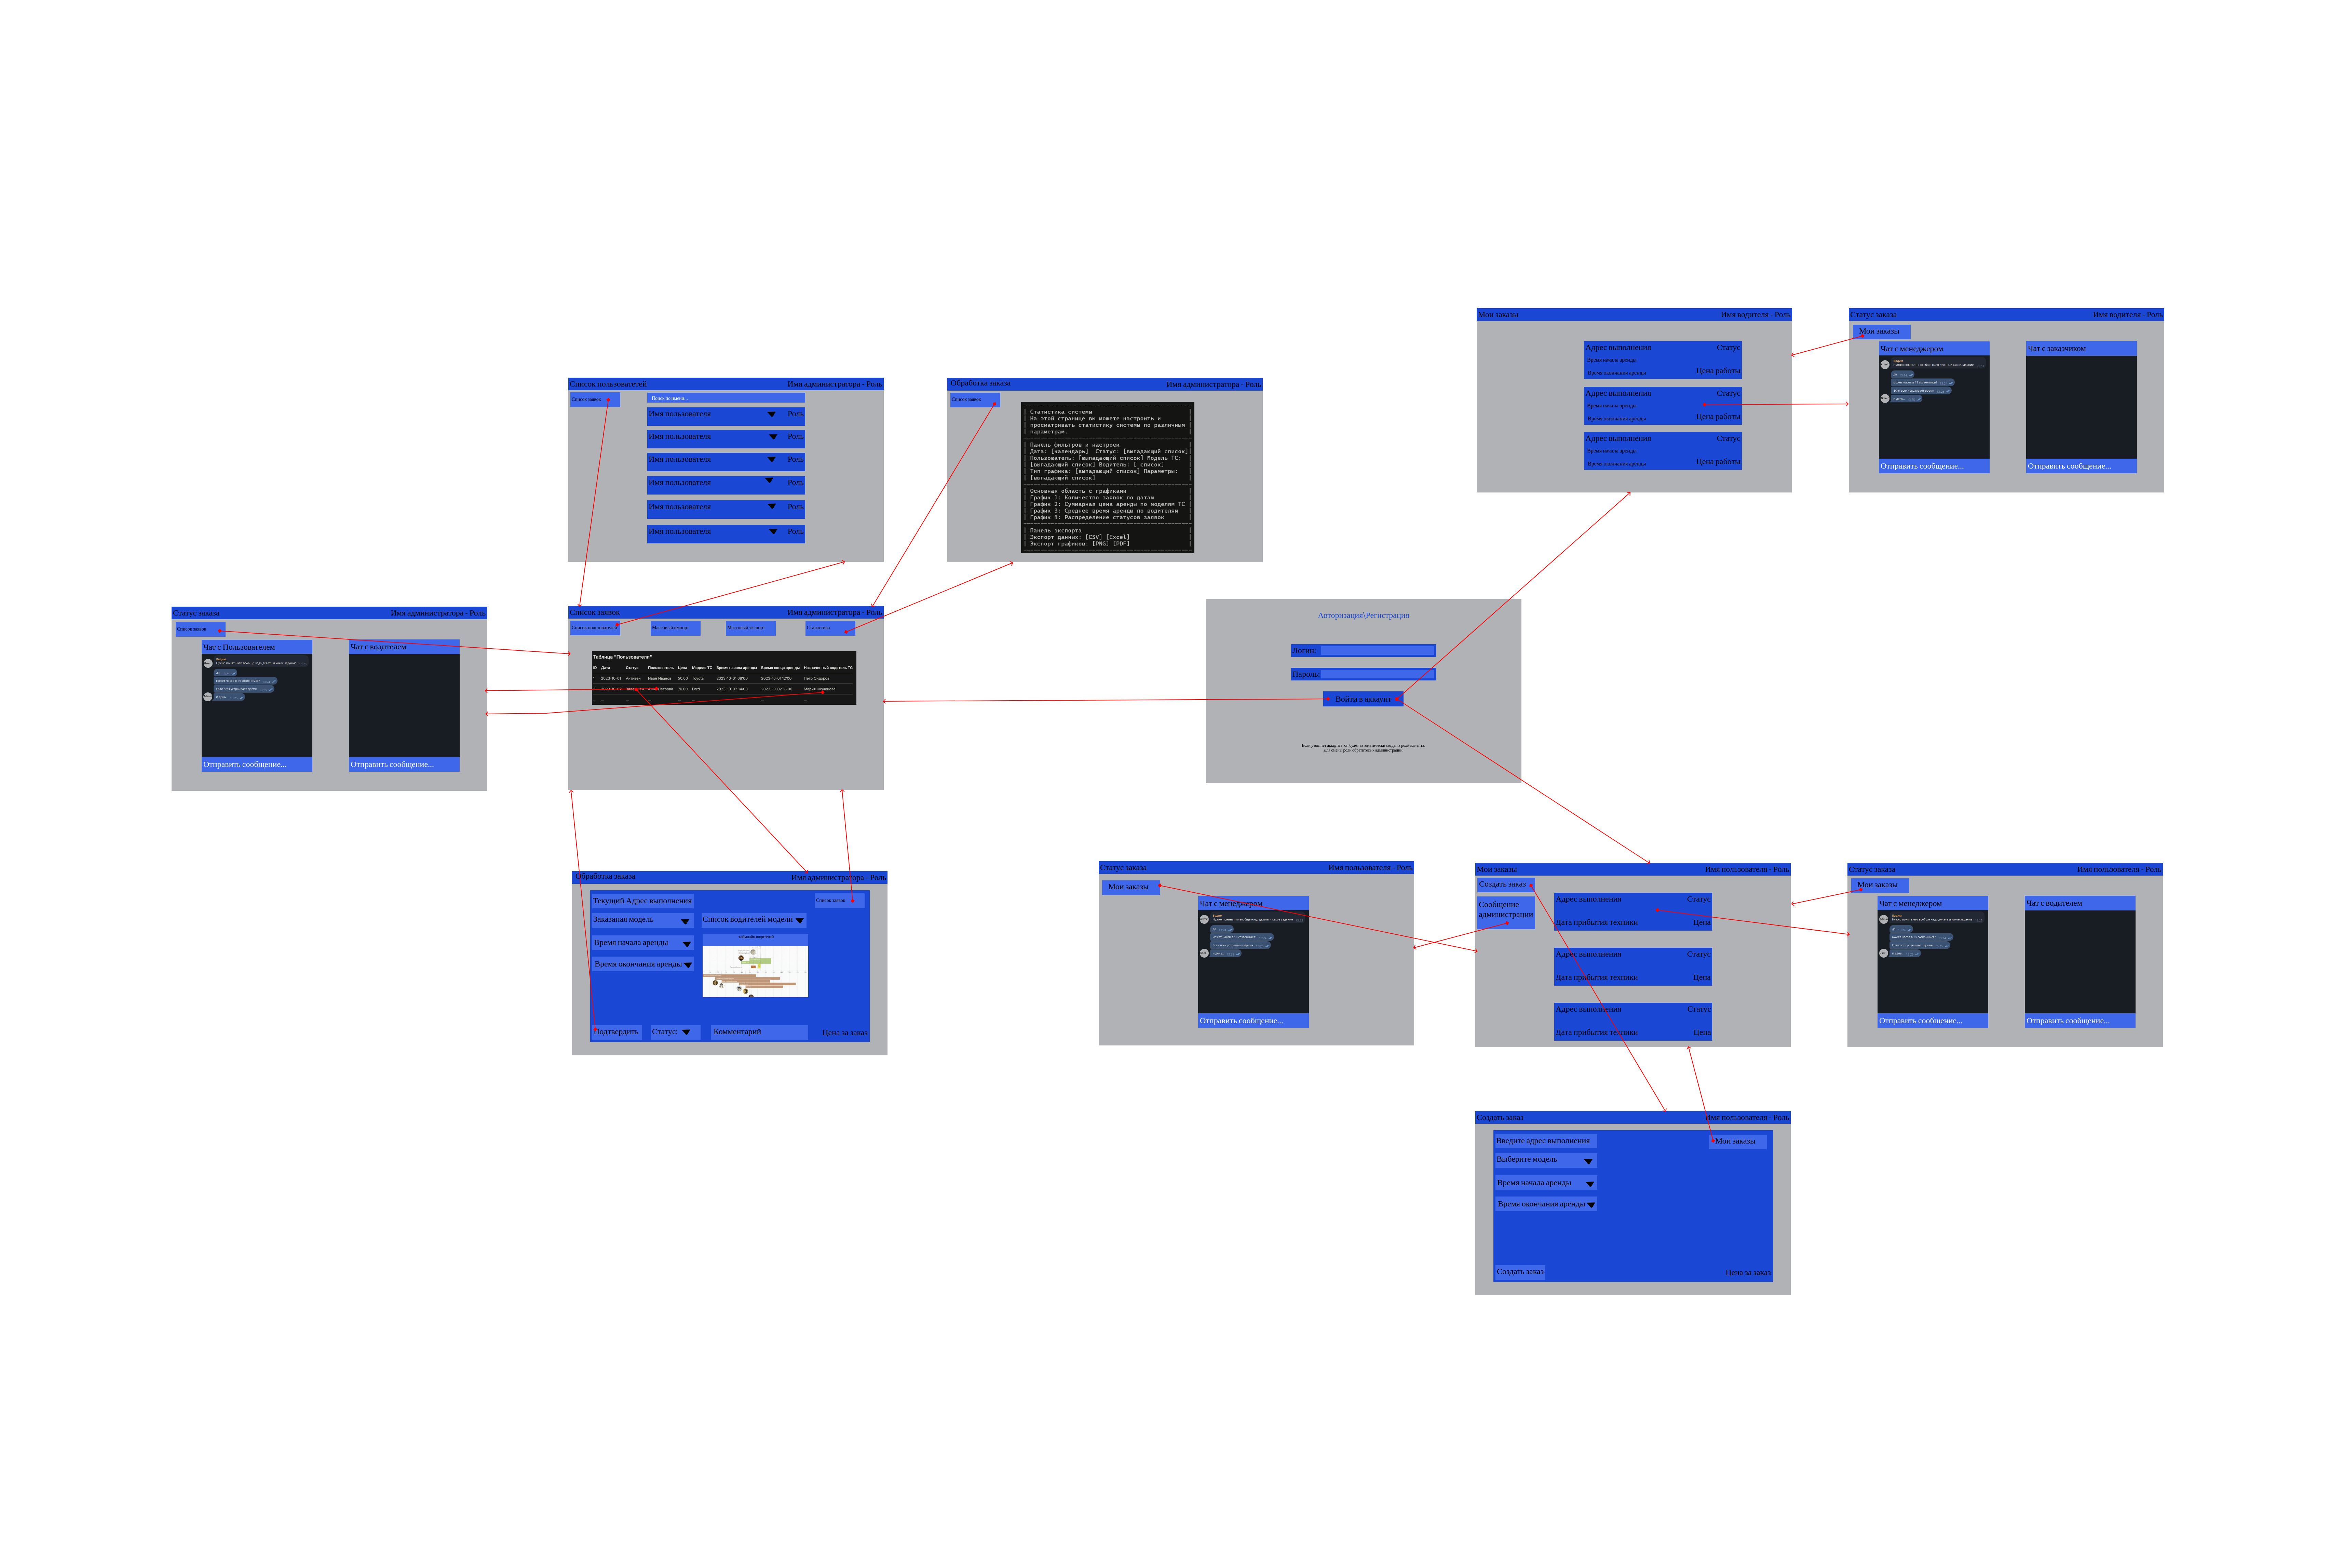 Мои заказы
Имя водителя - Роль
Адрес выполнения
Статус
Время начала аренды
Время окончания аренды
Цена работы
Адрес выполнения
Статус
Время начала аренды
Время окончания аренды
Цена работы
Адрес выполнения
Статус
Время начала аренды
Время окончания аренды
Цена работы
Статус заказа
Имя водителя - Роль
Мои заказы
Чат с менеджером
Отправить сообщение...
Чат с заказчиком
Отправить сообщение...
Список пользователей
Имя администратора - Роль
Список заявок
Имя пользователя
Роль
Имя пользователя
Роль
Имя пользователя
Роль
Имя пользователя
Роль
Имя пользователя
Роль
Имя пользователя
Роль
Обработка заказа
Имя администратора - Роль
Список заявок
| Статистика системы |
| На этой странице вы можете настроить и |
| просматривать статистику системы по различным |
| параметрам. |
| Панель фильтров и настроек |
| Дата: [календарь] Статус: [выпадающий список]|
| Пользователь: [выпадающий список] Модель ТС: |
| [выпадающий список] Водитель: [ список] |
| Тип графика: [выпадающий список] Параметры: |
| [выпадающий список] |
| Основная область с графиками |
| График 1: Количество заявок по датам |
| График 2: Суммарная цена аренды по моделям ТС |
| График 3: Среднее время аренды по водителям |
| График 4: Распределение статусов заявок |
| Панель экспорта |
| Экспорт данных: [CSV] [Excel] |
| Экспорт графиков: [PNG] [PDF] |
Статус заказа
Имя администратора - Роль
Список заявок
Чат с Пользователем
Отправить сообщение...
Чат с водителем
Отправить сообщение...
Список заявок
Имя администратора - Роль
Список пользователей
Массовый импорт
Массовый экспорт
Статистика
Таблица "Пользователи"
ID Дата Статус Пользователь Цена Модель ТС Время начала аренды Время конца аренды Назначенный водитель ТС
1 2023-10-01 Активен Иван Иванов 50.00 Toyota 2023-10-01 08:00 2023-10-01 12:00 Петр Сидоров
Петрова 70.00 Ford 2023-10-02 14:00 2023-10-02 18:00 Мария Кузнецова
Авторизация\Регистрация
Логин:
Пароль:
Войти в аккаунт
Если у вас нет аккаунта, он будет автоматически создан в роли клиента.
Для смены роли обратитесь к администрации.
Обработка заказа
Имя администратора - Роль
Текущий Адрес выполнения
Список заявок
Заказаная модель
Список водителей модели
Время начала аренды
Время окончания аренды
Подтвердить
Статус:
Комментарий
Цена за заказ
Статус заказа
Имя пользователя - Роль
Мои заказы
Чат с менеджером
Отправить сообщение...
Мои заказы
Имя пользователя - Роль
Создать заказ
Сообщение
администрации
Адрес выполнения
Статус
Дата прибытия техники
Цена
Адрес выполнения
Статус
Дата прибытия техники
Цена
Адрес выполнения
Статус
Дата прибытия техники
Цена
Статус заказа
Имя пользователя - Роль
Мои заказы
Чат с менеджером
Отправить сообщение...
Чат с водителем
Отправить сообщение...
Создать заказ
Имя пользователя - Роль
Введите адрес выполнения
Мои заказы
Выберите модель
Время начала аренды
Время окончания аренды
Создать заказ
Цена за заказ